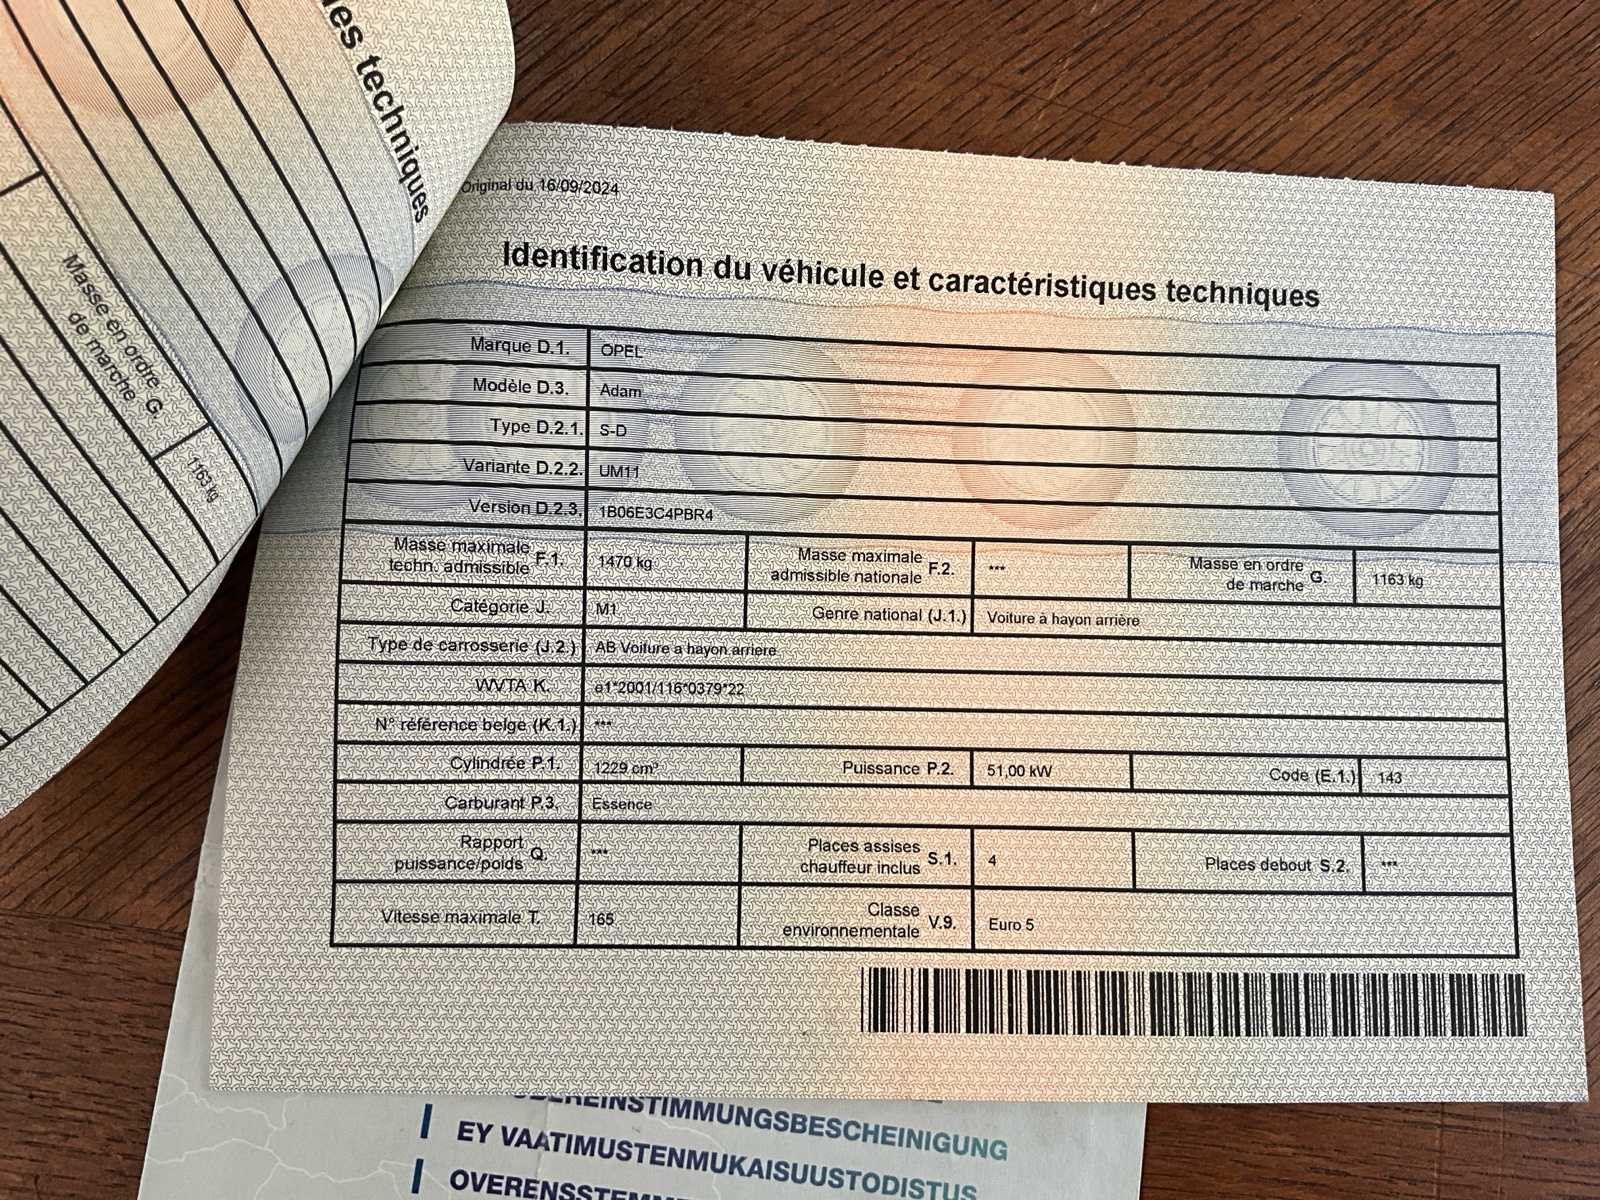 les techniques
Masse en ordre G.
de marche
1163 kg
Original du 16/09/2024
Identification du véhicule et caractéristiques techniques
Marque D.1. OPEL
Modèle D.3. Adam
Type D.2.1. S-D
Variante D.2.2. UM11
Version D.2.3. 1B06E3C4PBR4
Masse maximale techn. admissible F.1. 1470 kg Masse maximale admissible nationale F.2. *** Masse en ordre de marche G. 1163 kg
Catégorie J. M1 Genre national (J.1.) Voiture à hayon arrière
Type de carrosserie (J.2.) AB Voiture a hayon arriere
WVTA K. e1*2001/116*0379*22
N° référence belge (K.1.) ***
Cylindrée P.1. 1229 cm³ Puissance P.2. 51,00 kW Code (E.1.) 143
Carburant P.3. Essence
Rapport puissance/poids Q. *** Places assises chauffeur inclus S.1. 4 Places debout S.2. ***
Vitesse maximale T. 165 Classe environnementale V.9. Euro 5
EY VAATIMUSTENMUKAISUUSTODISTUS